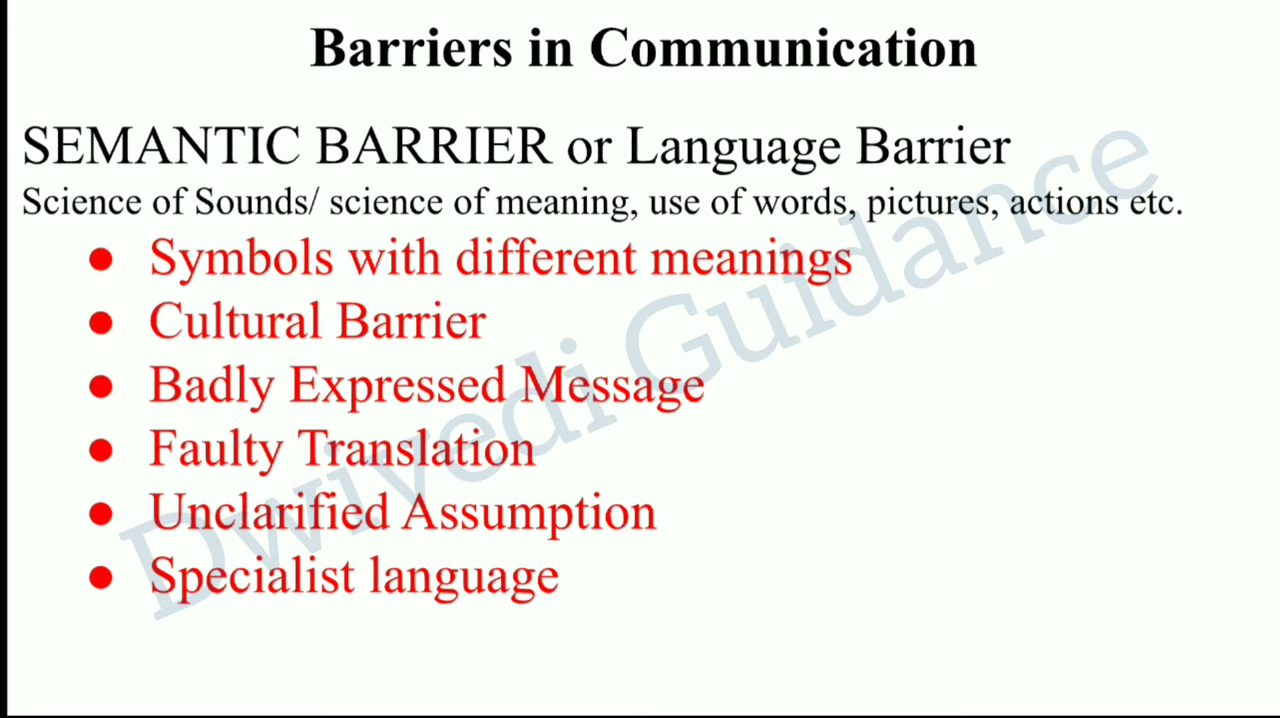 Barriers in Communication
SEMANTIC BARRIER or Language Barrier
Science of Sounds/ science of meaning, use of words, pictures, actions etc.
● Symbols with different meanings
● Cultural Barrier
● Badly Expressed Message
● Faulty Translation
● Unclarified Assumption
● Specialist language
Dwivedi Guidance